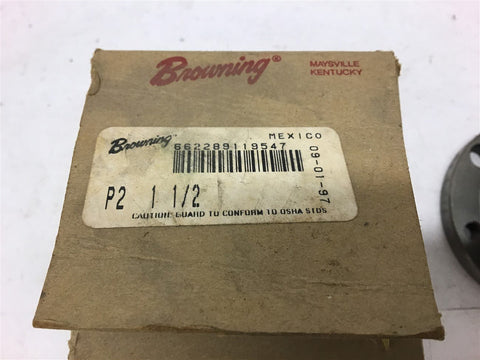 Browning®
MAYSVILLE
KENTUCKY
Browning
MEXICO
662289119547
09-01-97
P2 1 1/2
CAUTION: GUARD TO CONFORM TO OSHA STDS